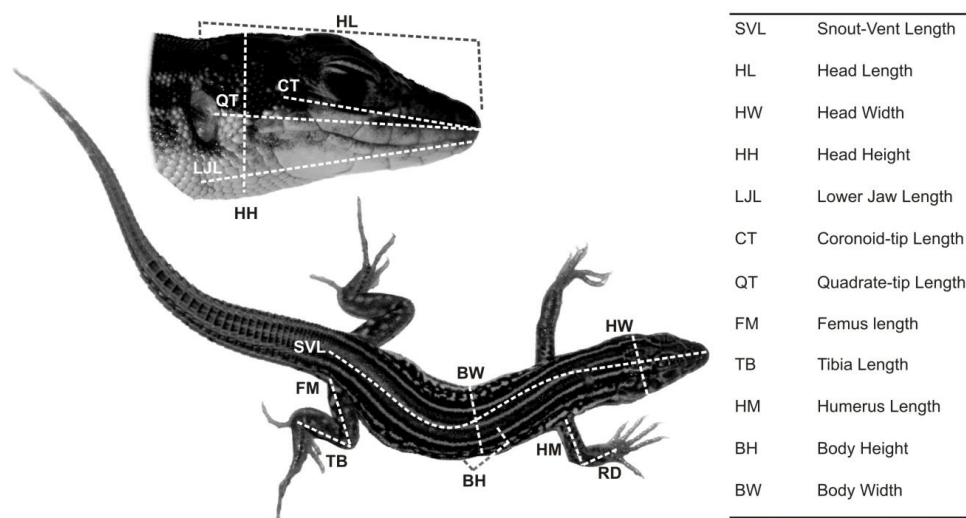 HL
CT
QT
LJL
HH
SVL
FM
TB
BW
BH
HW
HM
RD
SVL Snout-Vent Length
HL Head Length
HW Head Width
HH Head Height
LJL Lower Jaw Length
CT Coronoid-tip Length
QT Quadrate-tip Length
FM Femus length
TB Tibia Length
HM Humerus Length
BH Body Height
BW Body Width